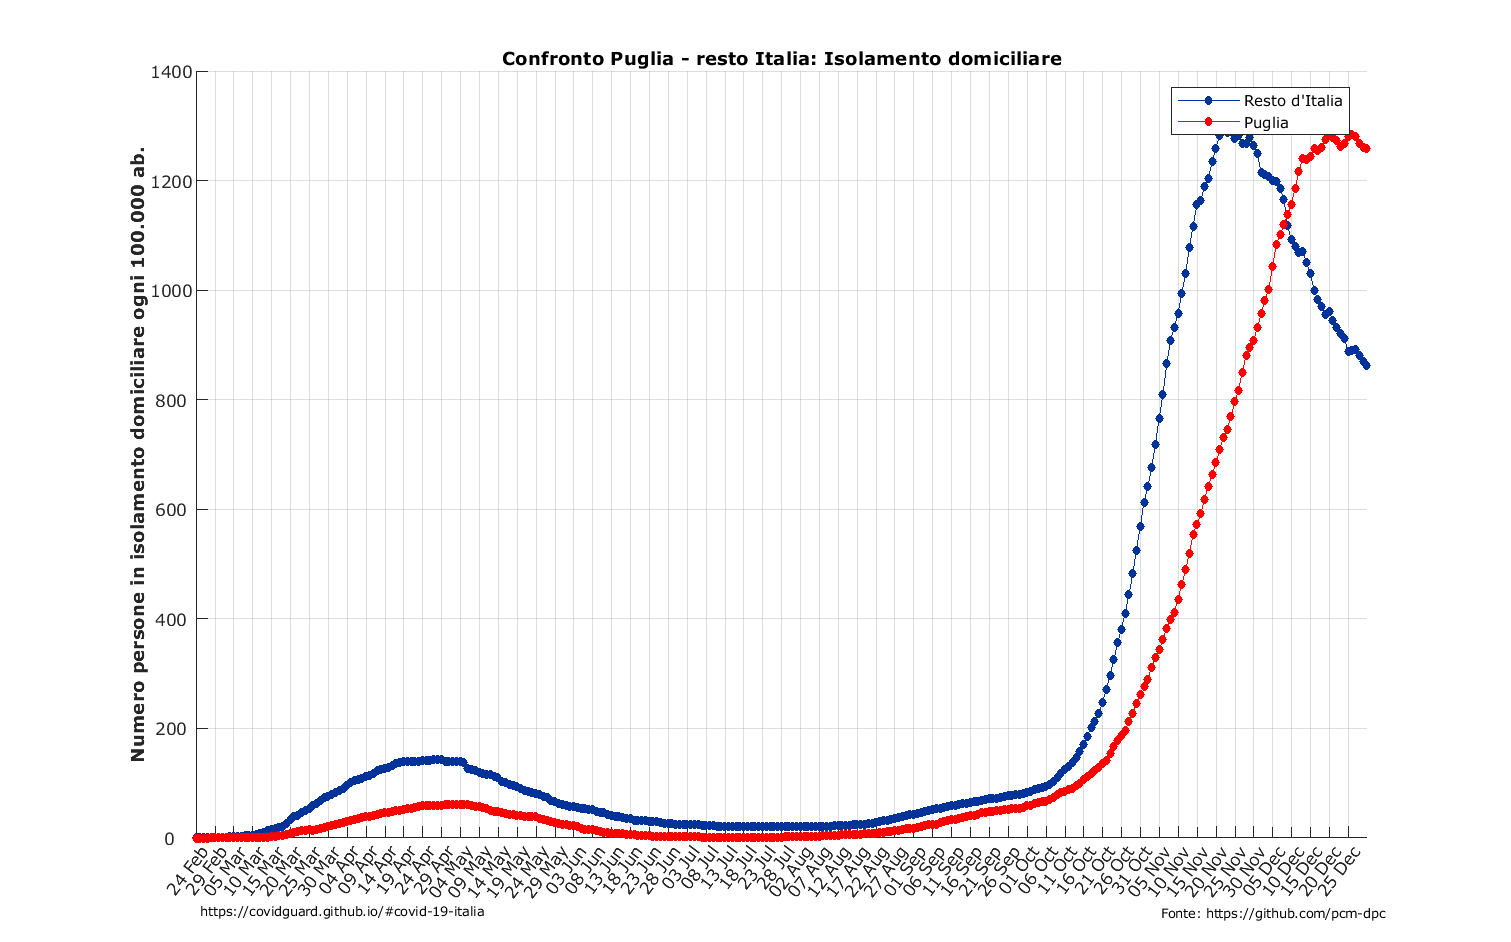 Confronto Puglia - resto Italia: Isolamento domiciliare
Numero persone in isolamento domiciliare ogni 100.000 ab.
1400
1200
1000
800
600
400
200
0
Resto d'Italia
Puglia
24 Feb
29 Feb
05 Mar
10 Mar
15 Mar
20 Mar
25 Mar
30 Mar
04 Apr
09 Apr
14 Apr
19 Apr
24 Apr
29 Apr
04 May
09 May
14 May
19 May
24 May
29 May
03 Jun
08 Jun
13 Jun
18 Jun
23 Jun
28 Jun
03 Jul
08 Jul
13 Jul
18 Jul
23 Jul
28 Jul
02 Aug
07 Aug
12 Aug
17 Aug
22 Aug
27 Aug
01 Sep
06 Sep
11 Sep
16 Sep
21 Sep
26 Sep
01 Oct
06 Oct
11 Oct
16 Oct
21 Oct
26 Oct
31 Oct
05 Nov
10 Nov
15 Nov
20 Nov
25 Nov
30 Nov
05 Dec
10 Dec
15 Dec
20 Dec
25 Dec
https://covidguard.github.io/#covid-19-italia
Fonte: https://github.com/pcm-dpc